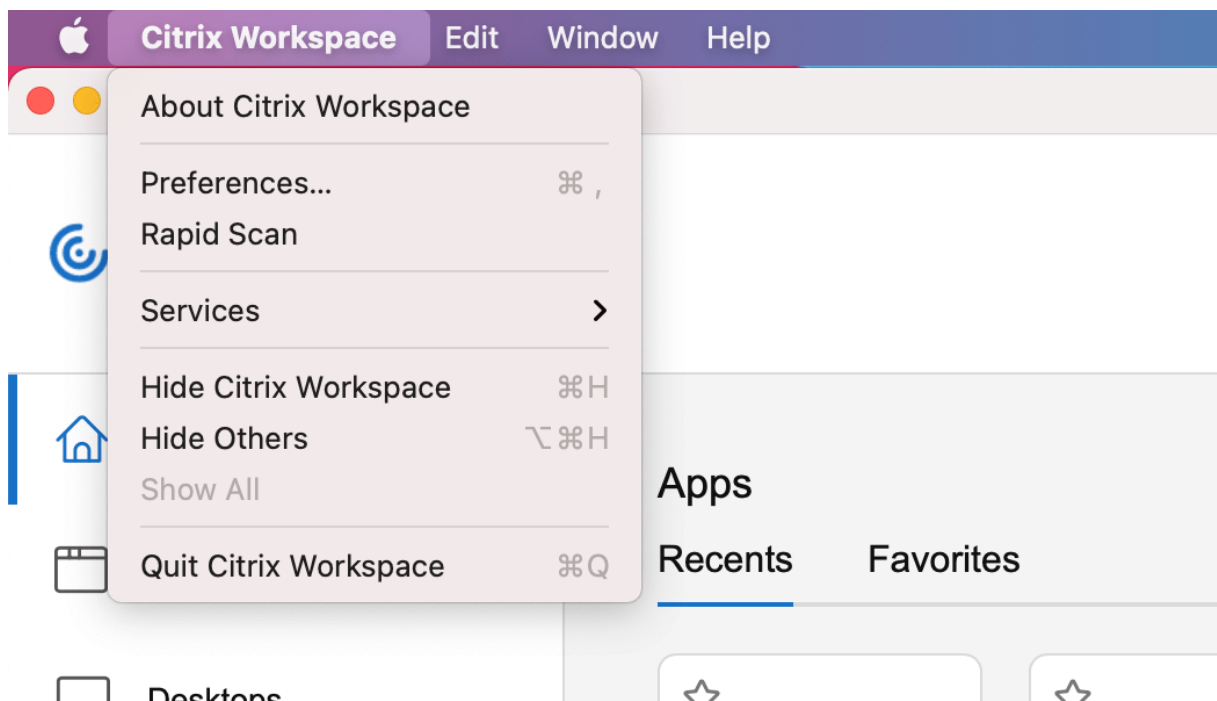 Citrix Workspace Edit Window Help
About Citrix Workspace
Preferences... ⌘ ,
Rapid Scan
Services
Hide Citrix Workspace ⌘H
Hide Others ⌥⌘H
Show All
Quit Citrix Workspace ⌘Q
Apps
Recents Favorites
Desktops